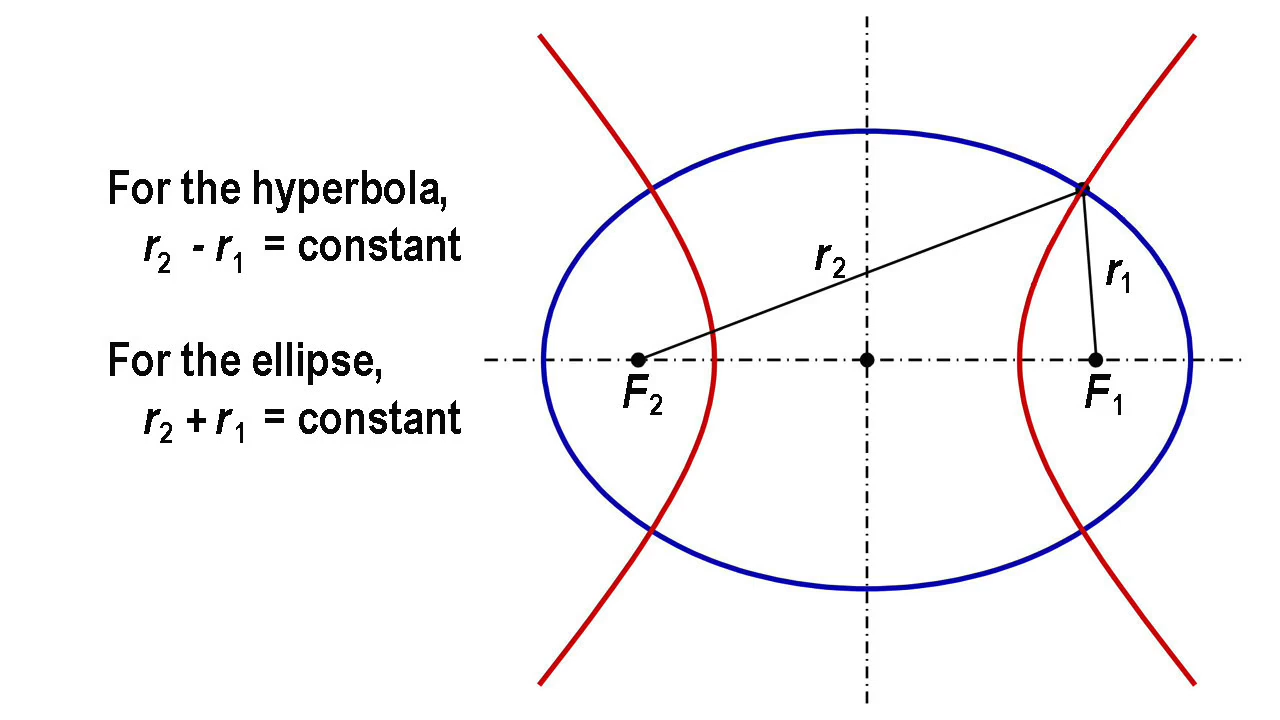 For the hyperbola,
r₂ - r₁ = constant
For the ellipse,
r₂ + r₁ = constant
r₂
r₁
F₂
F₁